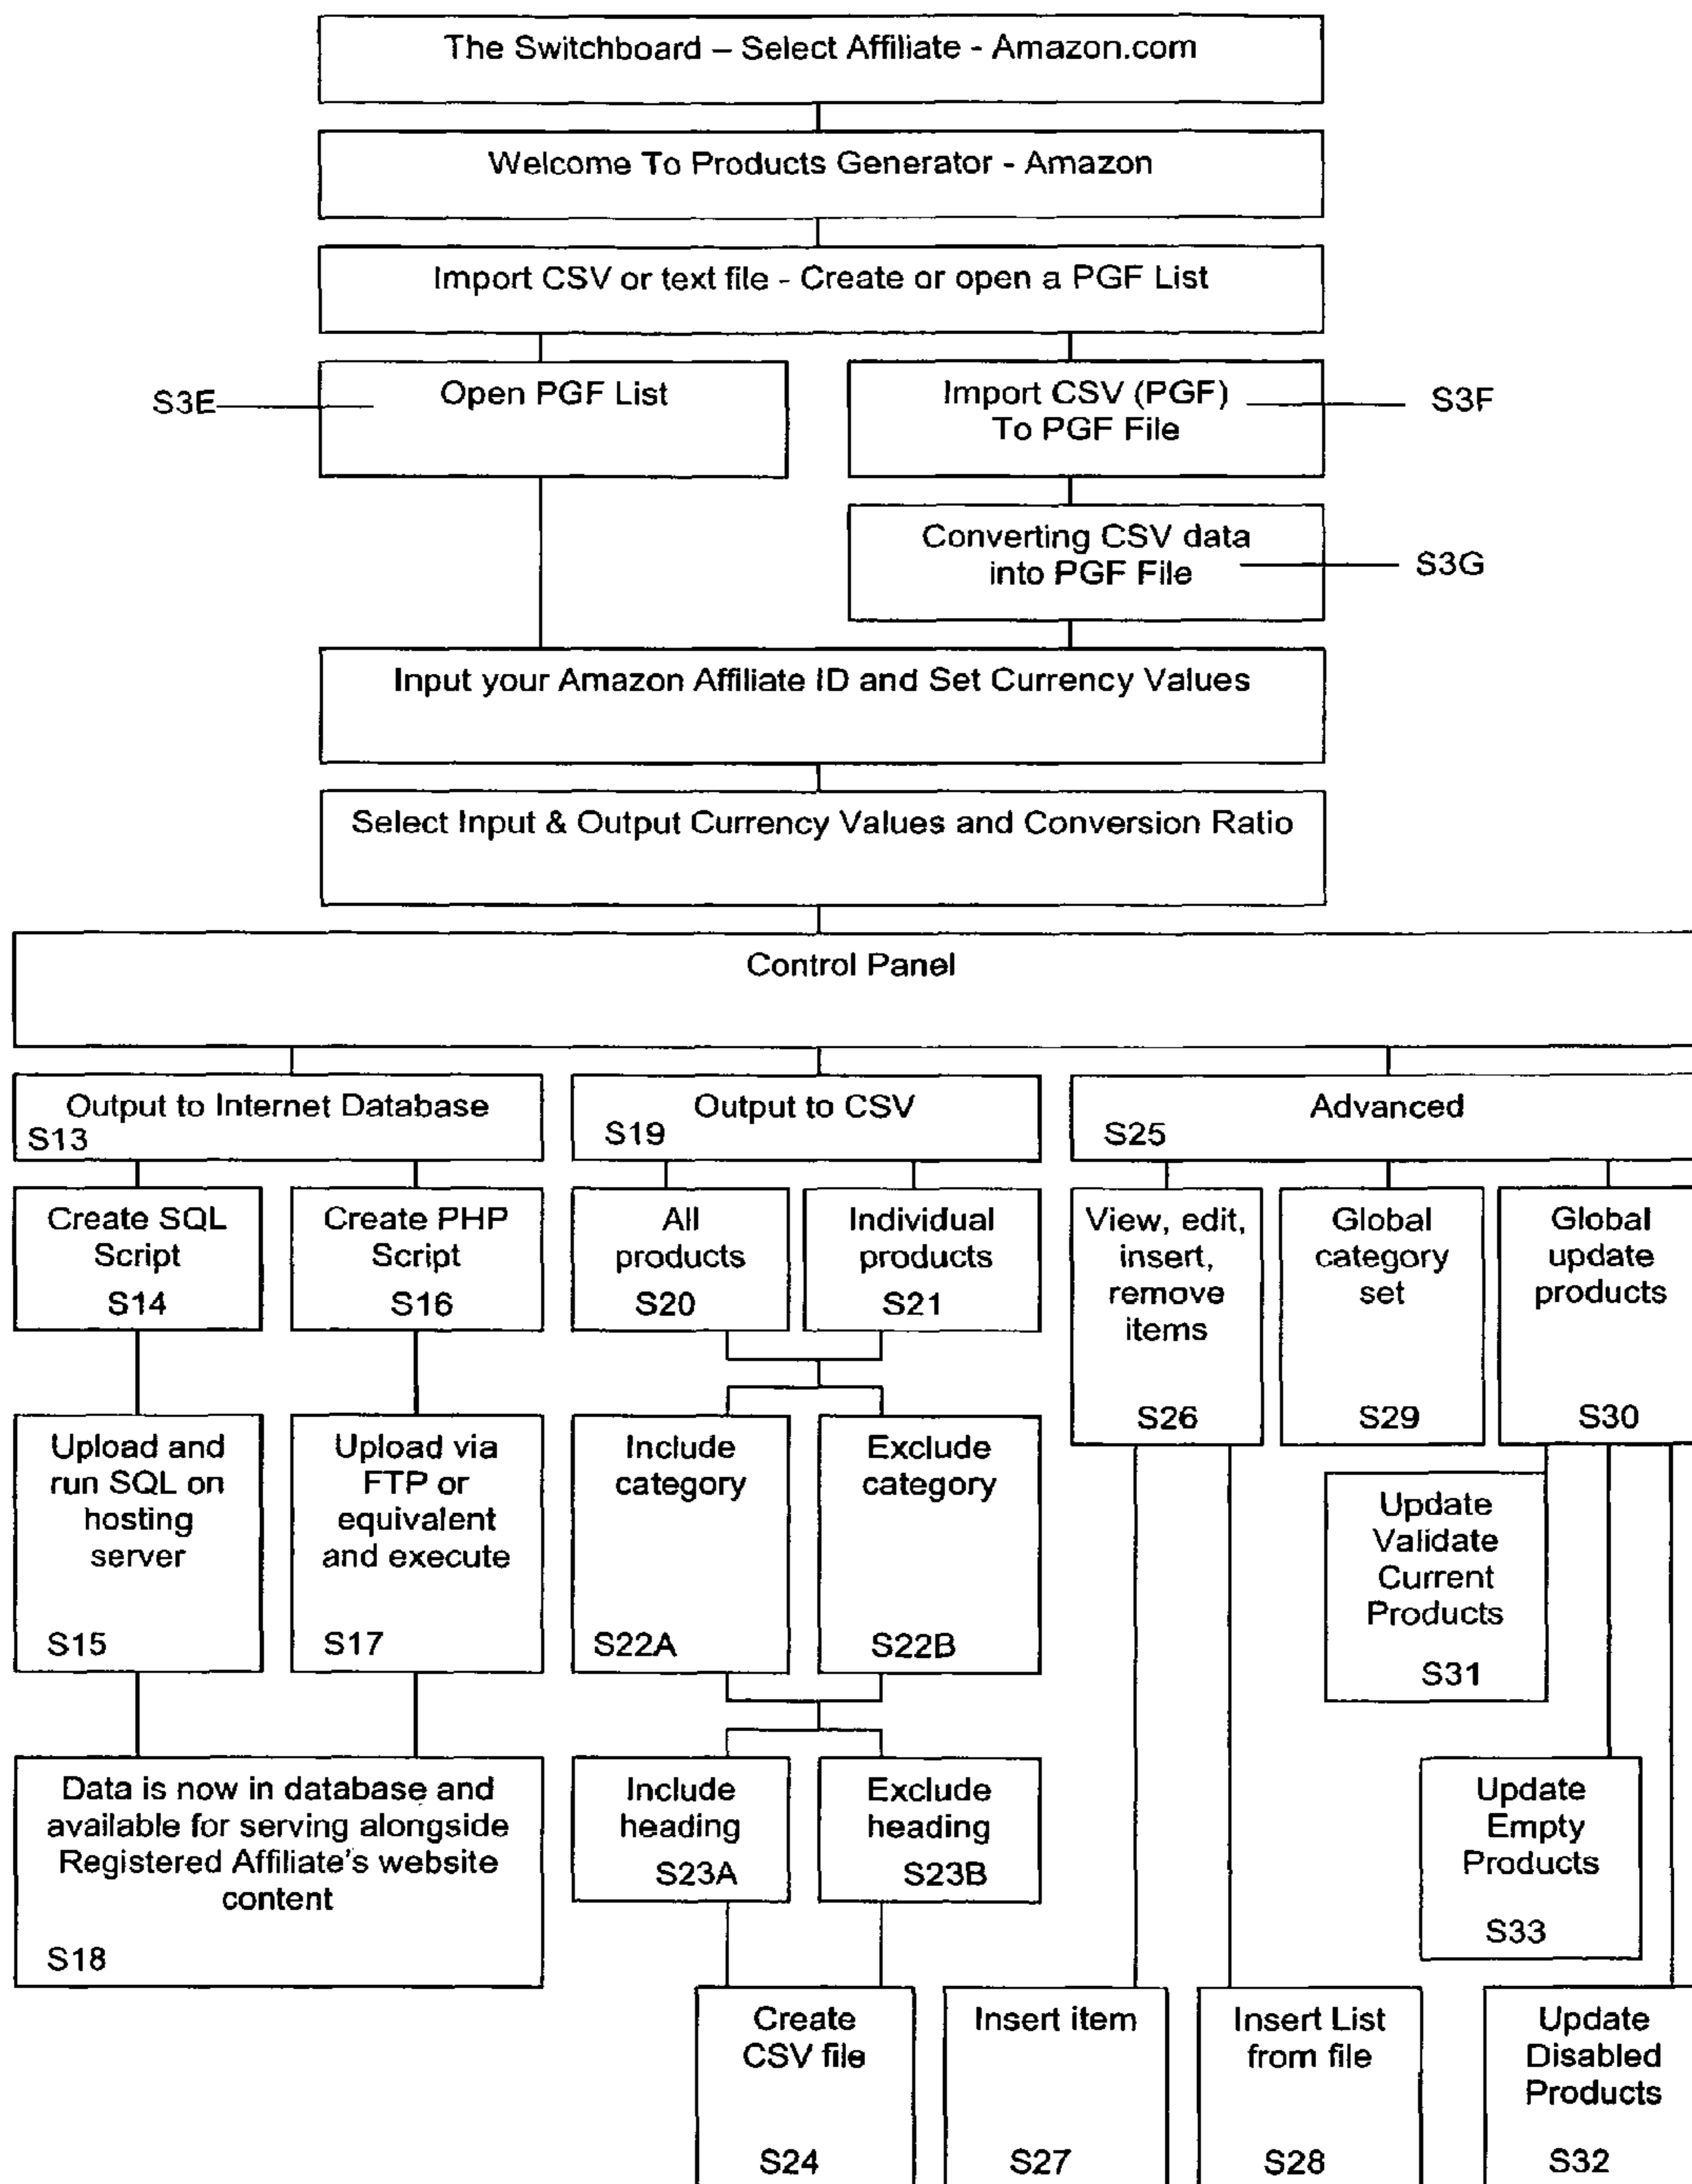 The Switchboard – Select Affiliate - Amazon.com
Welcome To Products Generator - Amazon
Import CSV or text file - Create or open a PGF List
S3E
Open PGF List
Import CSV (PGF)
To PGF File
S3F
Converting CSV data
into PGF File
S3G
Input your Amazon Affiliate ID and Set Currency Values
Select Input & Output Currency Values and Conversion Ratio
Control Panel
Output to Internet Database
S13
Output to CSV
S19
Advanced
S25
Create SQL
Script
S14
Create PHP
Script
S16
All
products
S20
Individual
products
S21
View, edit,
insert,
remove
items
S26
Global
category
set
S29
Global
update
products
S30
Upload and
run SQL on
hosting
server
S15
Upload via
FTP or
equivalent
and execute
S17
Include
category
S22A
Exclude
category
S22B
Update
Validate
Current
Products
S31
Data is now in database and
available for serving alongside
Registered Affiliate's website
content
S18
Include
heading
S23A
Exclude
heading
S23B
Update
Empty
Products
S33
Create
CSV file
S24
Insert item
S27
Insert List
from file
S28
Update
Disabled
Products
S32